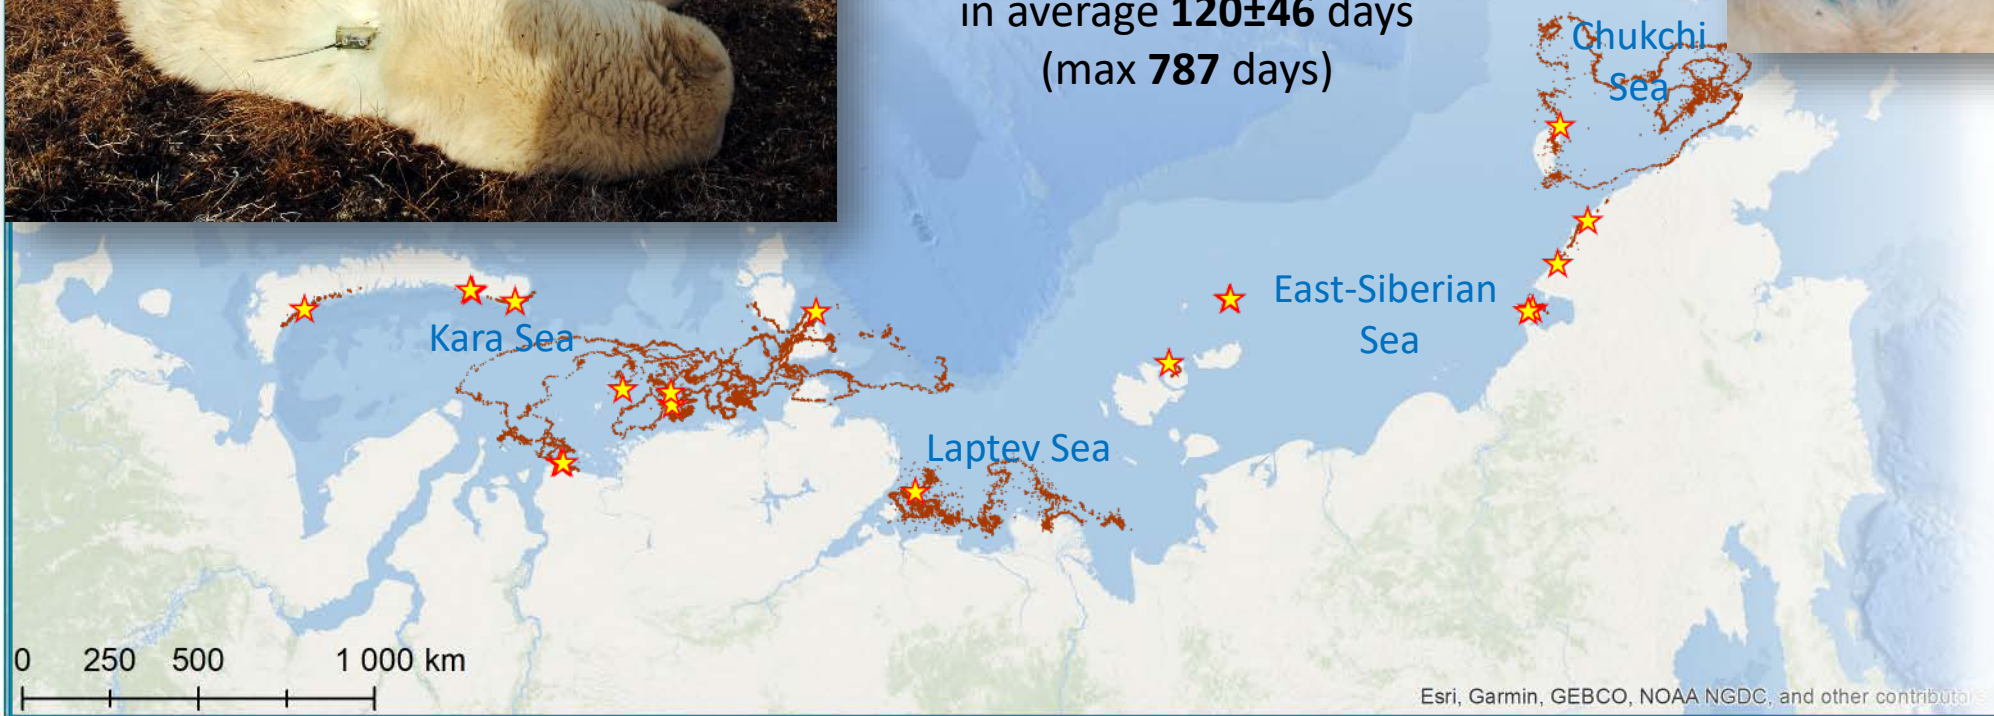 in average 120±46 days
(max 787 days)
Chukchi
Sea
East-Siberian
Sea
Kara Sea
Laptev Sea
0 250 500 1 000 km
Esri, Garmin, GEBCO, NOAA NGDC, and other contributors